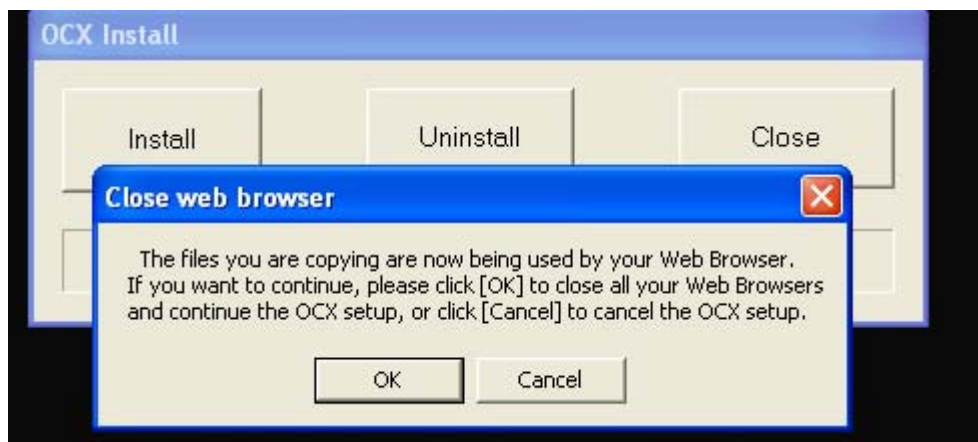 OCX Install
Install
Uninstall
Close
Close web browser
The files you are copying are now being used by your Web Browser.
If you want to continue, please click [OK] to close all your Web Browsers
and continue the OCX setup, or click [Cancel] to cancel the OCX setup.
OK
Cancel